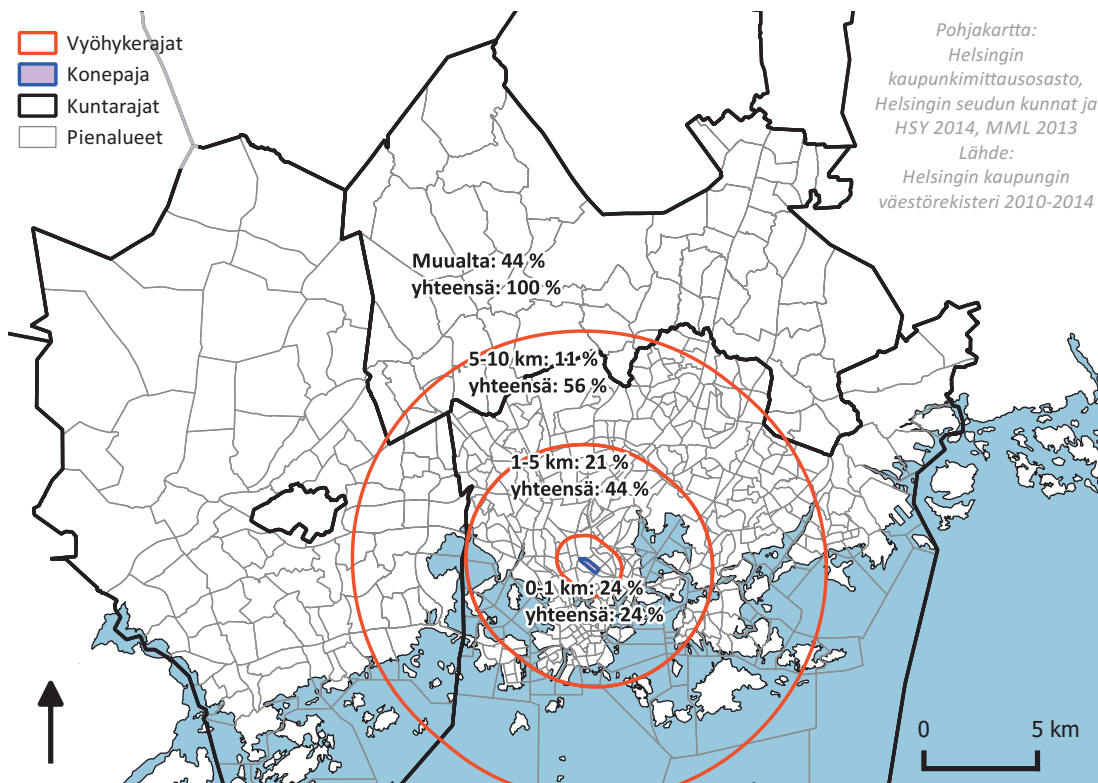 Vyöhykerajat
Konepaja
Kuntarajat
Pienalueet
Pohjakartta:
Helsingin
kaupunkimittausosasto,
Helsingin seudun kunnat ja
HSY 2014, MML 2013
Lähde:
Helsingin kaupungin
väestörekisteri 2010-2014
Muualta: 44 %
yhteensä: 100 %
5-10 km: 11 %
yhteensä: 56 %
1-5 km: 21 %
yhteensä: 44 %
0-1 km: 24 %
yhteensä: 24 %
0 5 km